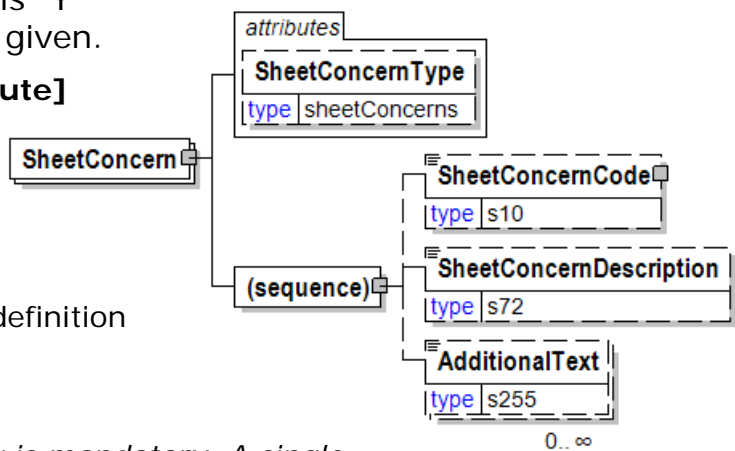 is "Y"
given.
attributes
ute]
SheetConcernType
type sheetConcerns
SheetConcern
SheetConcernCode
type s10
SheetConcernDescription
(sequence)
type s72
definition
AdditionalText
type s255
0.. ∞
is mandatory. A single